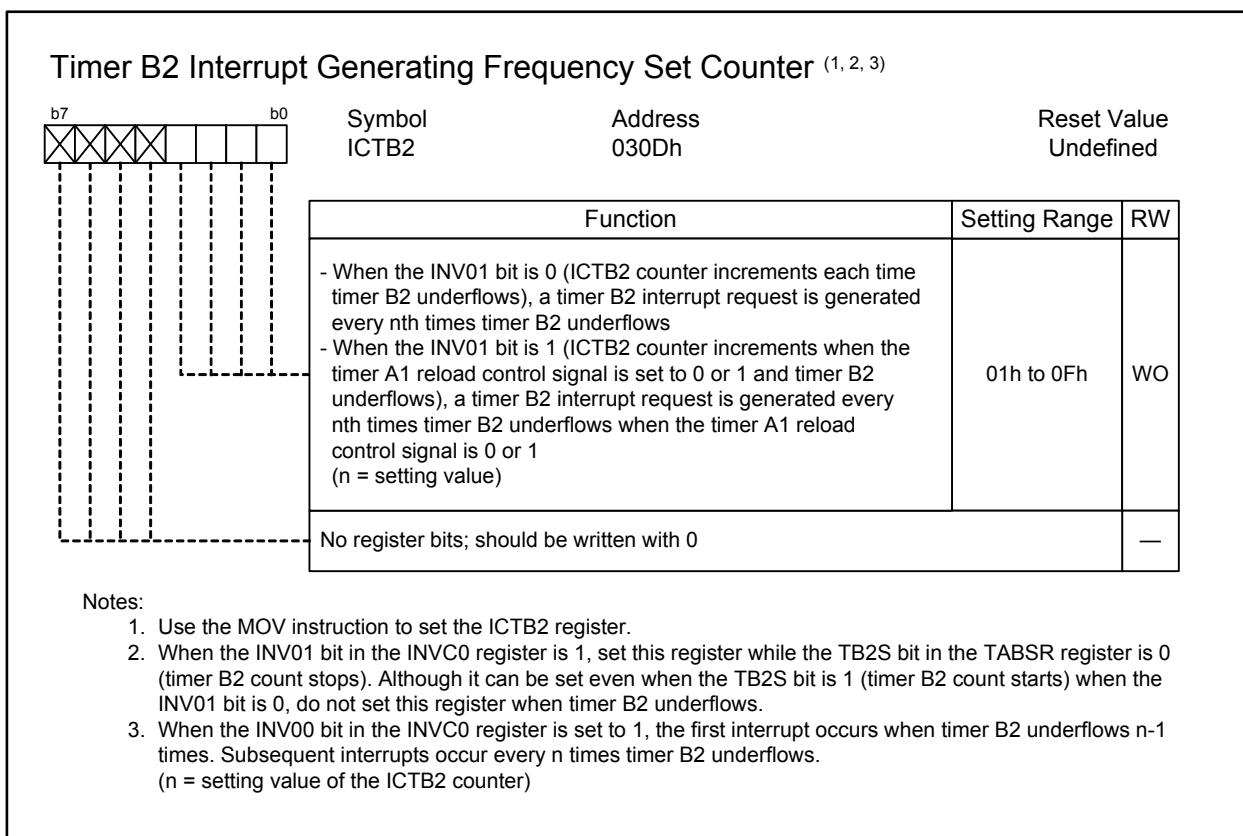 Timer B2 Interrupt Generating Frequency Set Counter (1, 2, 3)
b7 b0
Symbol Address Reset Value
ICTB2 030Dh Undefined
Function Setting Range RW
- When the INV01 bit is 0 (ICTB2 counter increments each time
timer B2 underflows), a timer B2 interrupt request is generated
every nth times timer B2 underflows
- When the INV01 bit is 1 (ICTB2 counter increments when the
timer A1 reload control signal is set to 0 or 1 and timer B2
underflows), a timer B2 interrupt request is generated every
nth times timer B2 underflows when the timer A1 reload
control signal is 0 or 1
(n = setting value)
01h to 0Fh WO
No register bits; should be written with 0 —
Notes:
1. Use the MOV instruction to set the ICTB2 register.
2. When the INV01 bit in the INVC0 register is 1, set this register while the TB2S bit in the TABSR register is 0
(timer B2 count stops). Although it can be set even when the TB2S bit is 1 (timer B2 count starts) when the
INV01 bit is 0, do not set this register when timer B2 underflows.
3. When the INV00 bit in the INVC0 register is set to 1, the first interrupt occurs when timer B2 underflows n-1
times. Subsequent interrupts occur every n times timer B2 underflows.
(n = setting value of the ICTB2 counter)